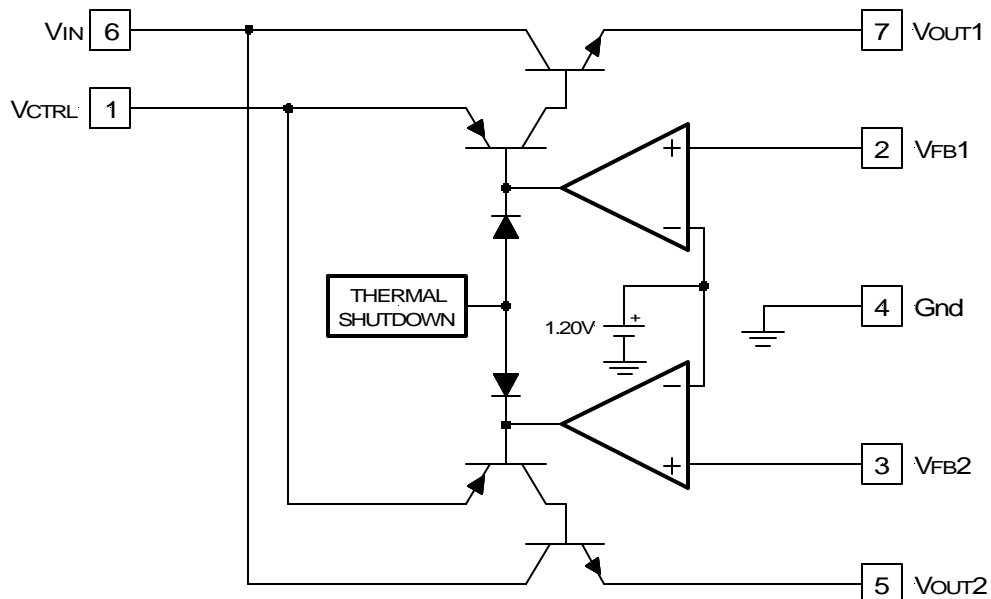 VIN 6
7 VOUT1
VCTRL 1
+
2 VFB1
−
THERMAL
SHUTDOWN
4 Gnd
+
1.20V
−
+
3 VFB2
5 VOUT2